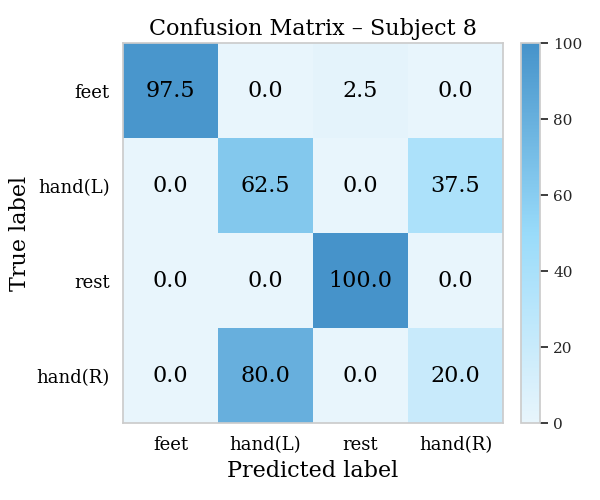 Confusion Matrix – Subject 8
True label
feet 97.5 0.0 2.5 0.0
hand(L) 0.0 62.5 0.0 37.5
rest 0.0 0.0 100.0 0.0
hand(R) 0.0 80.0 0.0 20.0
feet hand(L) rest hand(R)
Predicted label
100
80
60
40
20
0